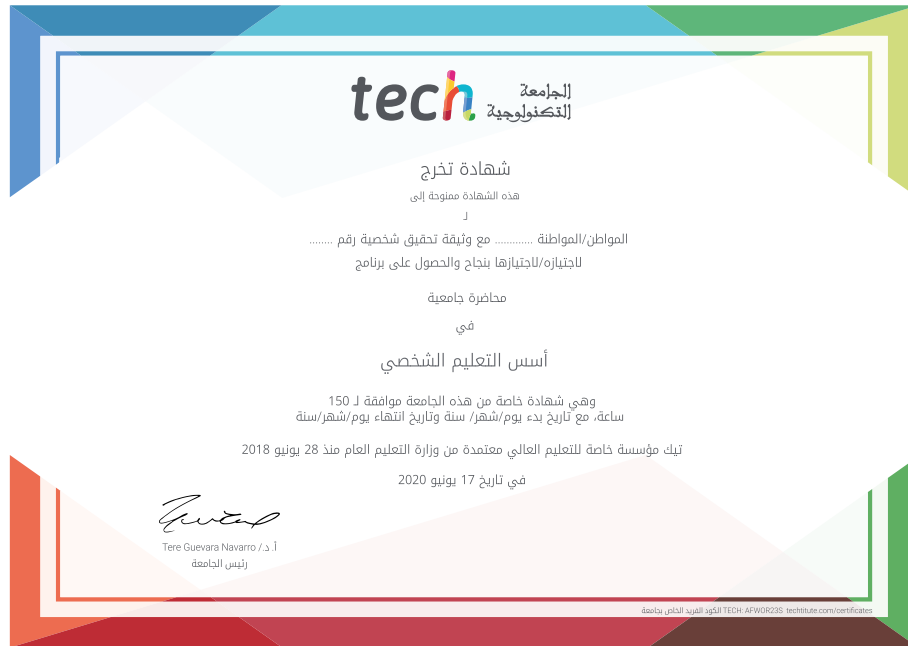 tech الجامعة التكنولوجية
شهادة تخرج
هذه الشهادة ممنوحة إلى
لـ
المواطن/المواطنة ............. مع وثيقة تحقيق شخصية رقم ........
لاجتيازه/لاجتيازها بنجاح والحصول على برنامج
محاضرة جامعية
في
أسس التعليم الشخصي
وهي شهادة خاصة من هذه الجامعة موافقة لـ 150
ساعة، مع تاريخ بدء يوم/شهر/ سنة وتاريخ انتهاء يوم/شهر/سنة
تيك مؤسسة خاصة للتعليم العالي معتمدة من وزارة التعليم العام منذ 28 يونيو 2018
في تاريخ 17 يونيو 2020
أ. د./ Tere Guevara Navarro
رئيس الجامعة
الكود الفريد الخاص بجامعة TECH: AFWOR23S techtitute.com/certificates